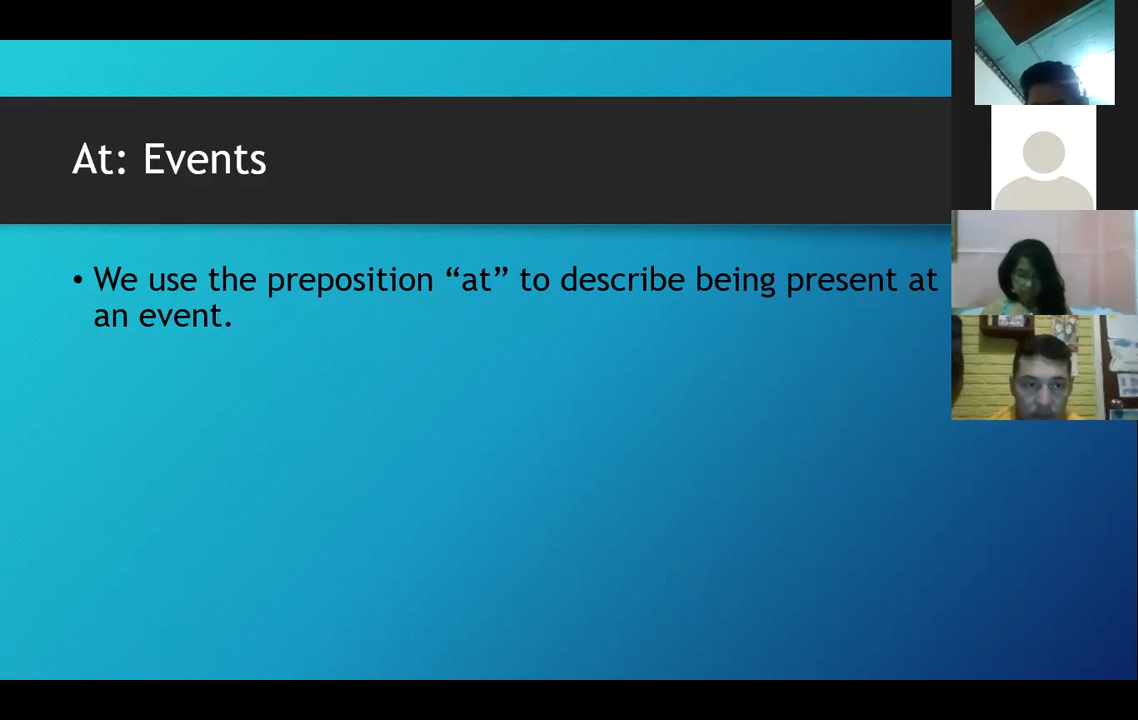 At: Events
• We use the preposition “at” to describe being present at
an event.